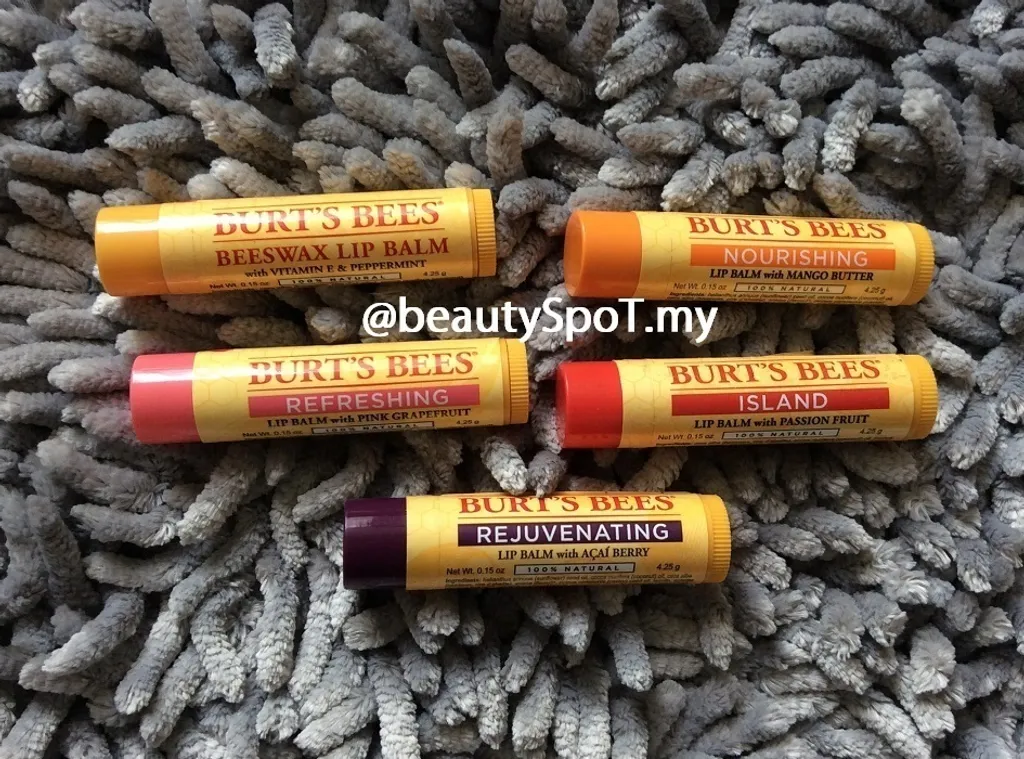 BURT'S BEES
BEESWAX LIP BALM
with VITAMIN E & PEPPERMINT
Net Wt. 0.15 oz 100% NATURAL 4.25 g
BURT'S BEES
NOURISHING
LIP BALM with MANGO BUTTER
Net Wt. 0.15 oz 100% NATURAL 4.25 g
@beautySpoT.my
BURT'S BEES
REFRESHING
LIP BALM with PINK GRAPEFRUIT
Net Wt. 0.15 oz 100% NATURAL 4.25 g
BURT'S BEES
ISLAND
LIP BALM with PASSION FRUIT
Net Wt. 0.15 oz 100% NATURAL 4.25 g
BURT'S BEES
REJUVENATING
LIP BALM with AÇAÍ BERRY
Net Wt. 0.15 oz 100% NATURAL 4.25 g